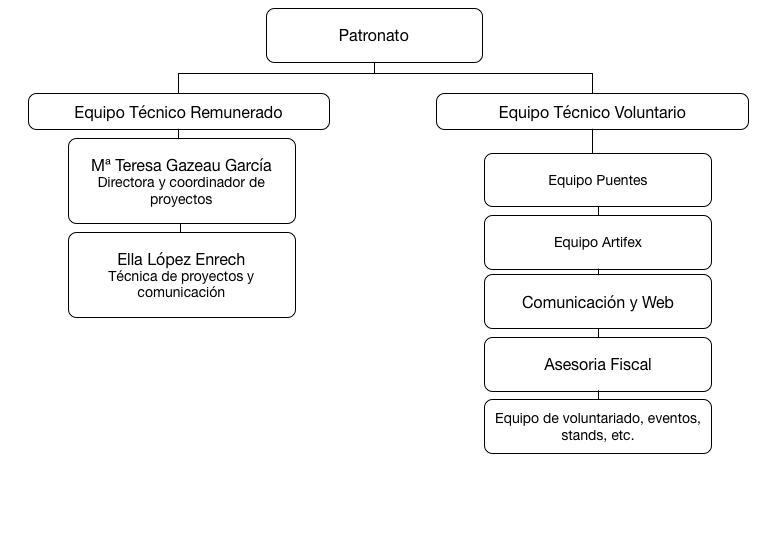 Patronato
Equipo Técnico Remunerado
Equipo Técnico Voluntario
Mª Teresa Gazeau García
Directora y coordinador de
proyectos
Ella López Enrech
Técnica de proyectos y
comunicación
Equipo Puentes
Equipo Artifex
Comunicación y Web
Asesoria Fiscal
Equipo de voluntariado, eventos,
stands, etc.